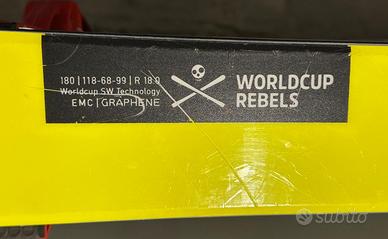 180 | 118-68-99 | R 18.0
Worldcup SW Technology
EMC | GRAPHENE
WORLDCUP
REBELS
subito